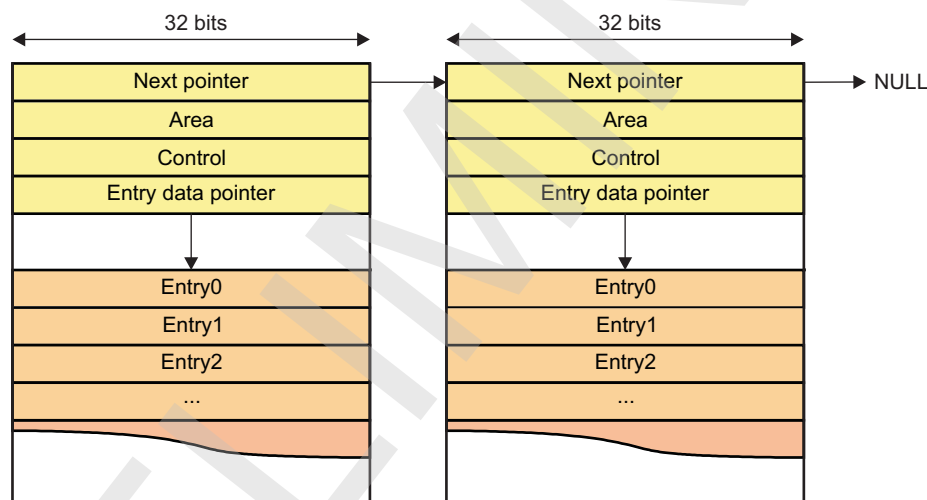 32 bits
32 bits
Next pointer
Next pointer
NULL
Area
Area
Control
Control
Entry data pointer
Entry data pointer
Entry0
Entry0
Entry1
Entry1
Entry2
Entry2
...
...